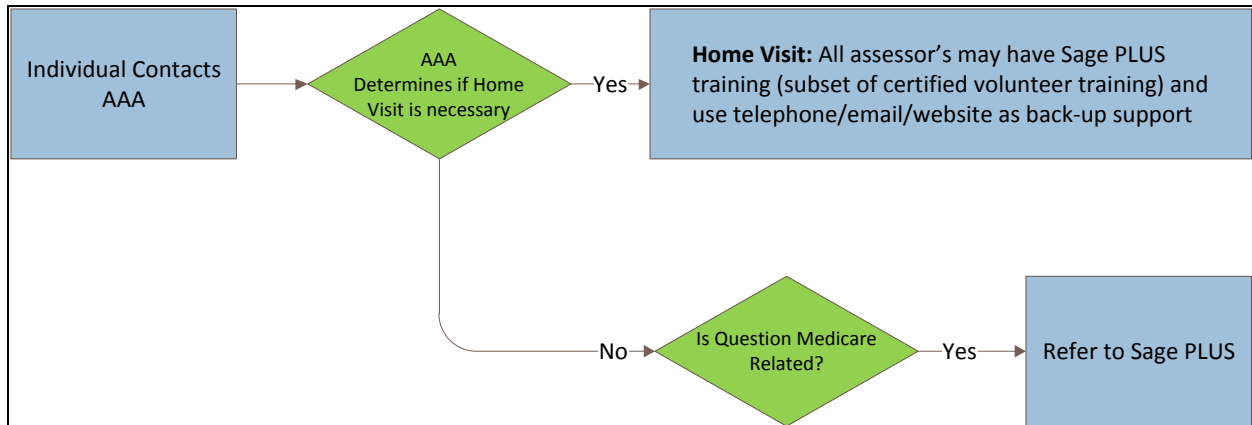 Individual Contacts
AAA
AAA
Determines if Home
Visit is necessary
Yes
Home Visit: All assessor's may have Sage PLUS
training (subset of certified volunteer training) and
use telephone/email/website as back-up support
No
Is Question Medicare
Related?
Yes
Refer to Sage PLUS